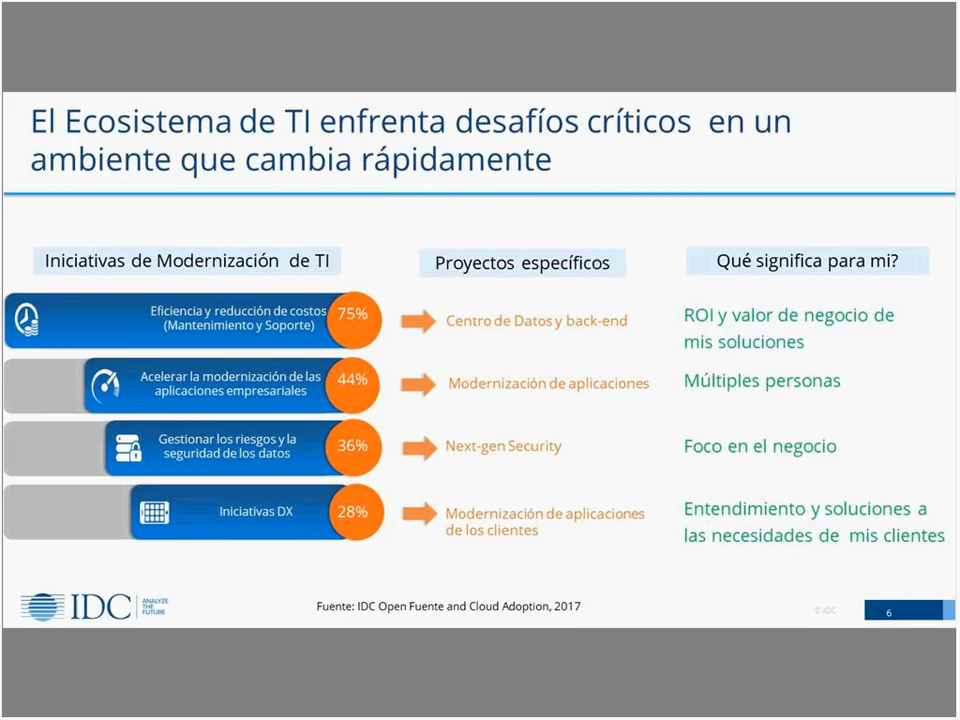 El Ecosistema de TI enfrenta desafíos críticos en un
ambiente que cambia rápidamente
Iniciativas de Modernización de TI
Proyectos específicos
Qué significa para mi?
Eficiencia y reducción de costos
(Mantenimiento y Soporte)
75%
Centro de Datos y back-end
ROI y valor de negocio de
mis soluciones
Acelerar la modernización de las
aplicaciones empresariales
44%
Modernización de aplicaciones
Múltiples personas
Gestionar los riesgos y la
seguridad de los datos
36%
Next-gen Security
Foco en el negocio
Iniciativas DX
28%
Modernización de aplicaciones
de los clientes
Entendimiento y soluciones a
las necesidades de mis clientes
IDC
ANALYZE
THE
FUTURE
Fuente: IDC Open Fuente and Cloud Adoption, 2017
© IDC
6